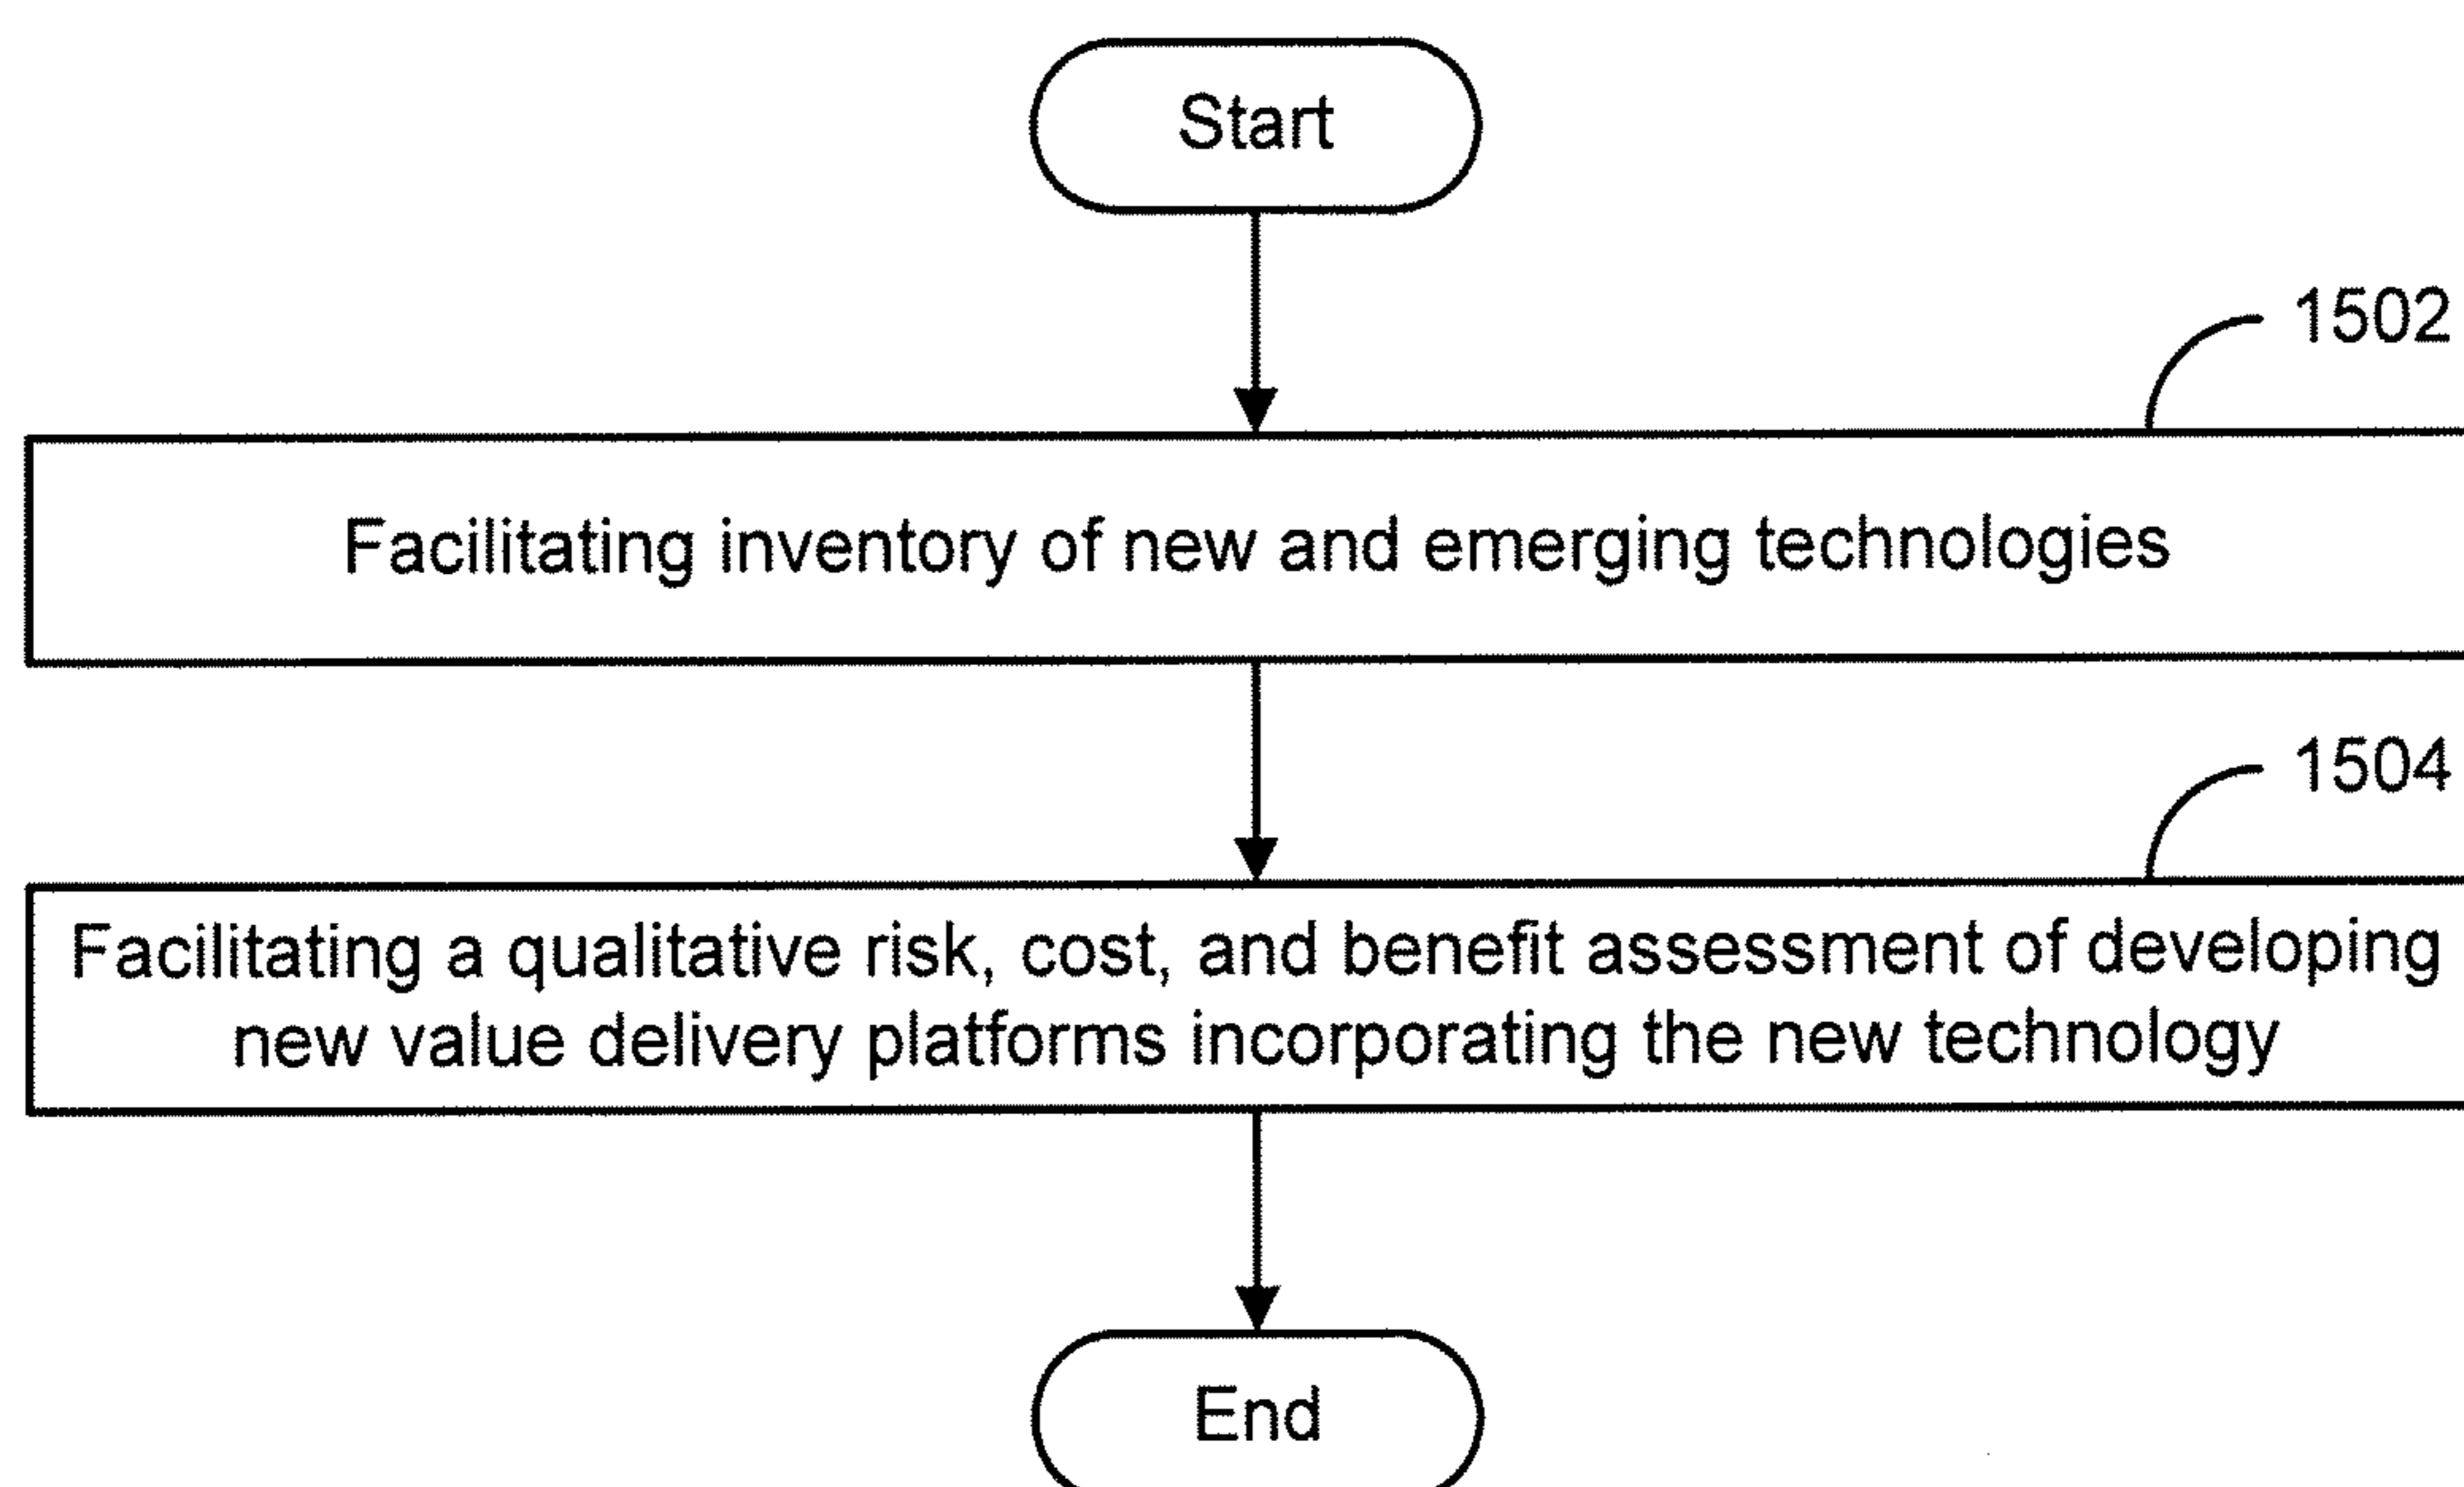 Start
1502
Facilitating inventory of new and emerging technologies
1504
Facilitating a qualitative risk, cost, and benefit assessment of developing
new value delivery platforms incorporating the new technology
End